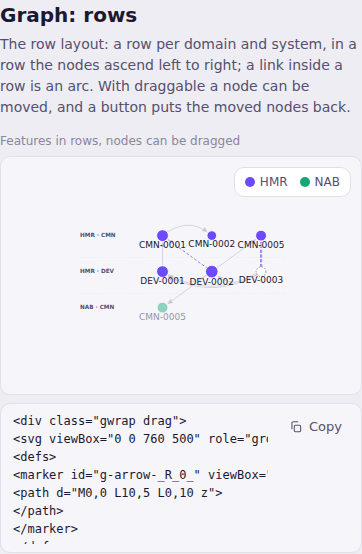 Graph: rows
The row layout: a row per domain and system, in a
row the nodes ascend left to right; a link inside a
row is an arc. With draggable a node can be
moved, and a button puts the moved nodes back.
Features in rows, nodes can be dragged
HMR NAB
HMR · CMN
CMN-0001 CMN-0002 CMN-0005
HMR · DEV
DEV-0001 DEV-0002 DEV-0003
NAB · CMN
CMN-0005
<div class="gwrap drag">
Copy
<svg viewBox="0 0 760 500" role="gro
<defs>
<marker id="g-arrow-_R_0_" viewBox='
<path d="M0,0 L10,5 L0,10 z">
</path>
</marker>